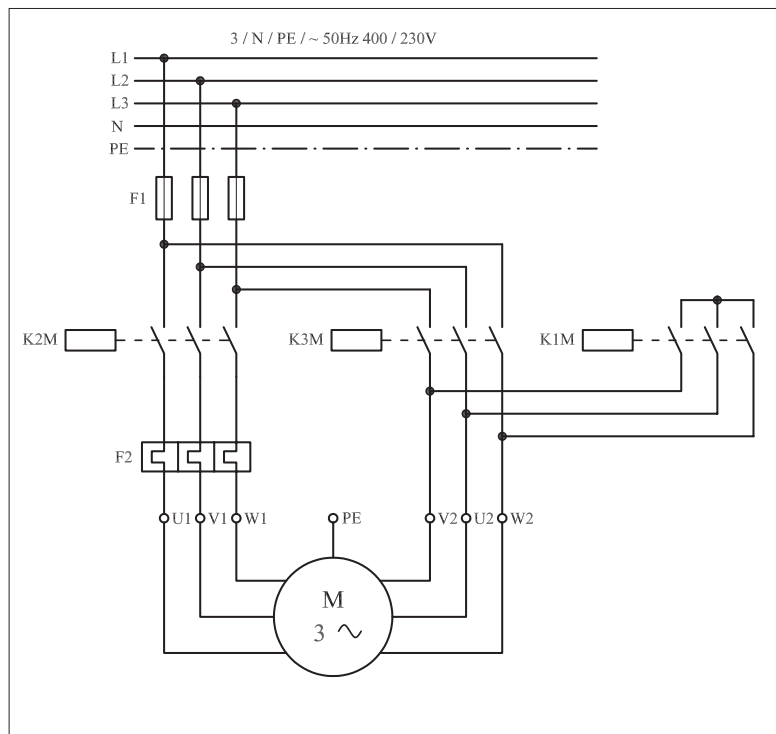 3 / N / PE / ~ 50Hz 400 / 230V
L1
L2
L3
N
PE
F1
K2M
K3M
K1M
F2
U1 V1 W1 PE V2 U2 W2
M
3 ~